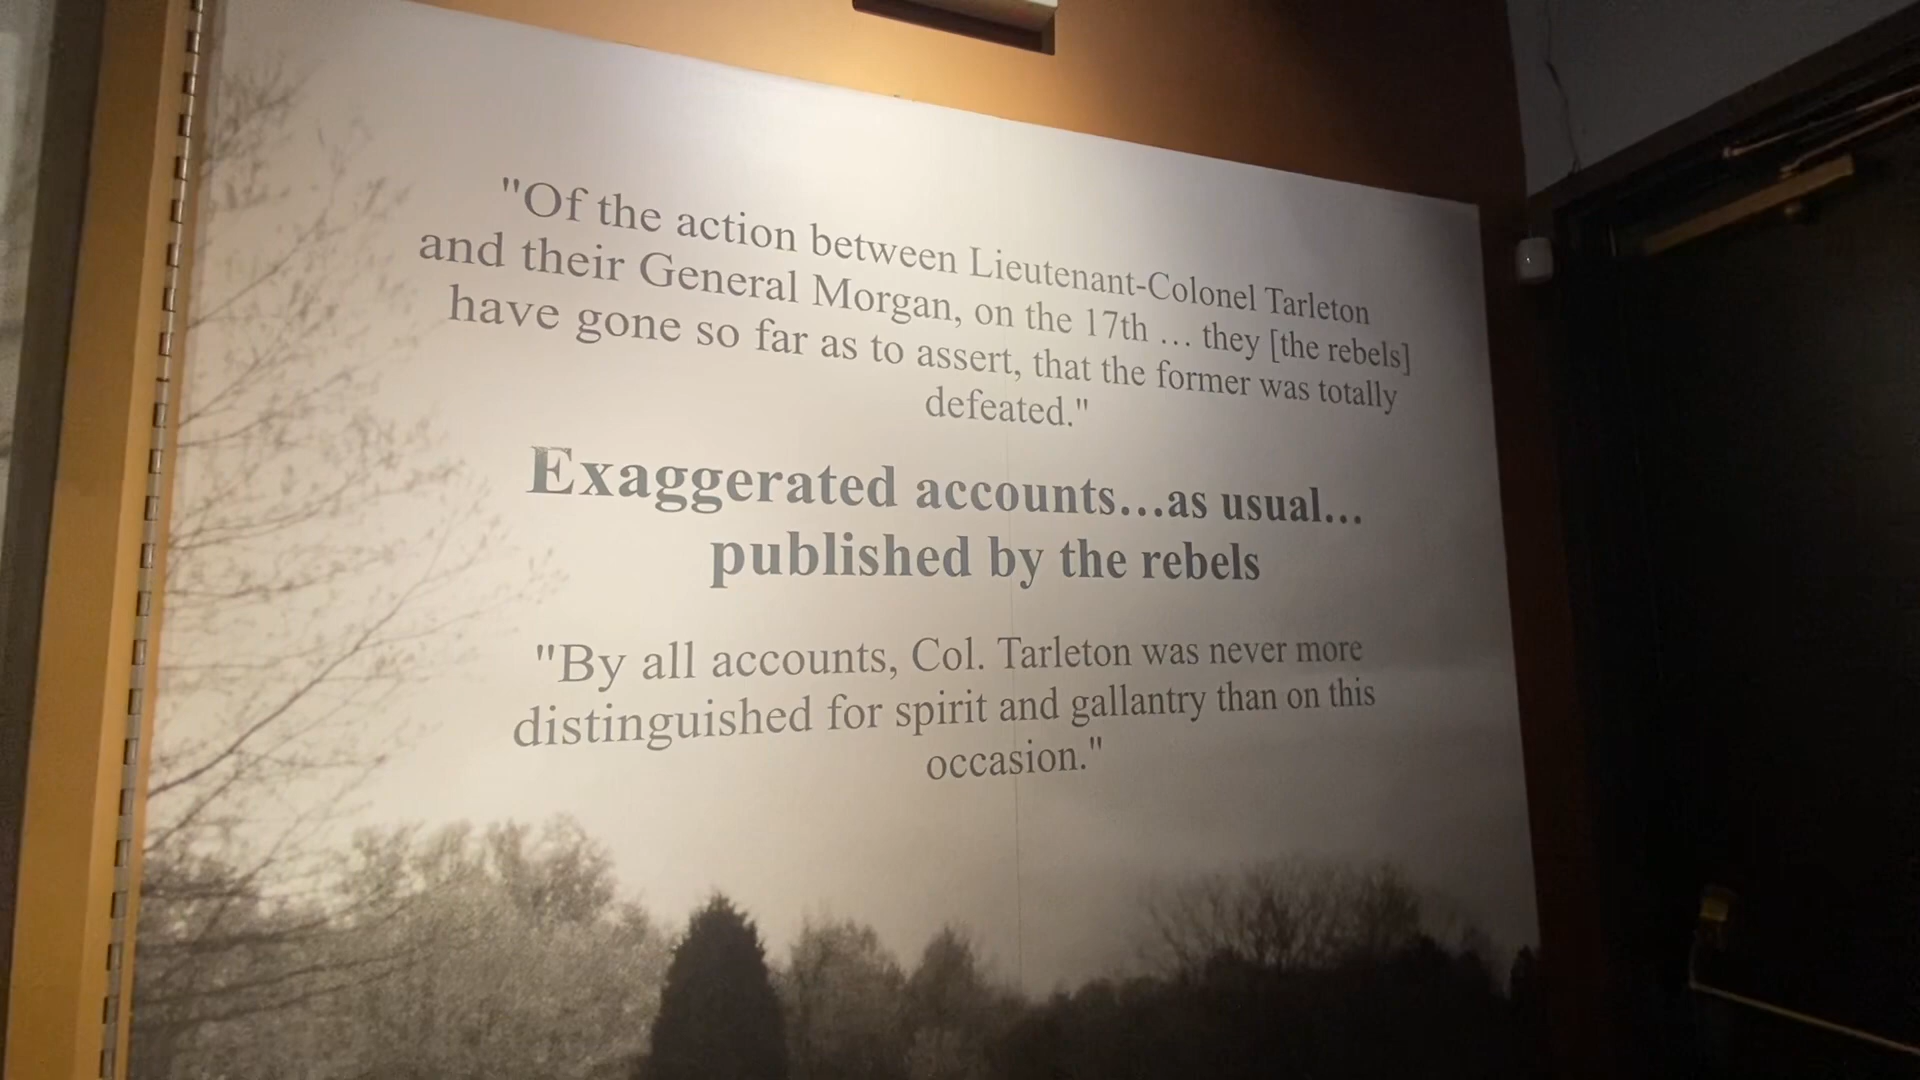 "Of the action between Lieutenant-Colonel Tarleton
and their General Morgan, on the 17th ... they [the rebels]
have gone so far as to assert, that the former was totally
defeated."
Exaggerated accounts...as usual...
published by the rebels
"By all accounts, Col. Tarleton was never more
distinguished for spirit and gallantry than on this
occasion."